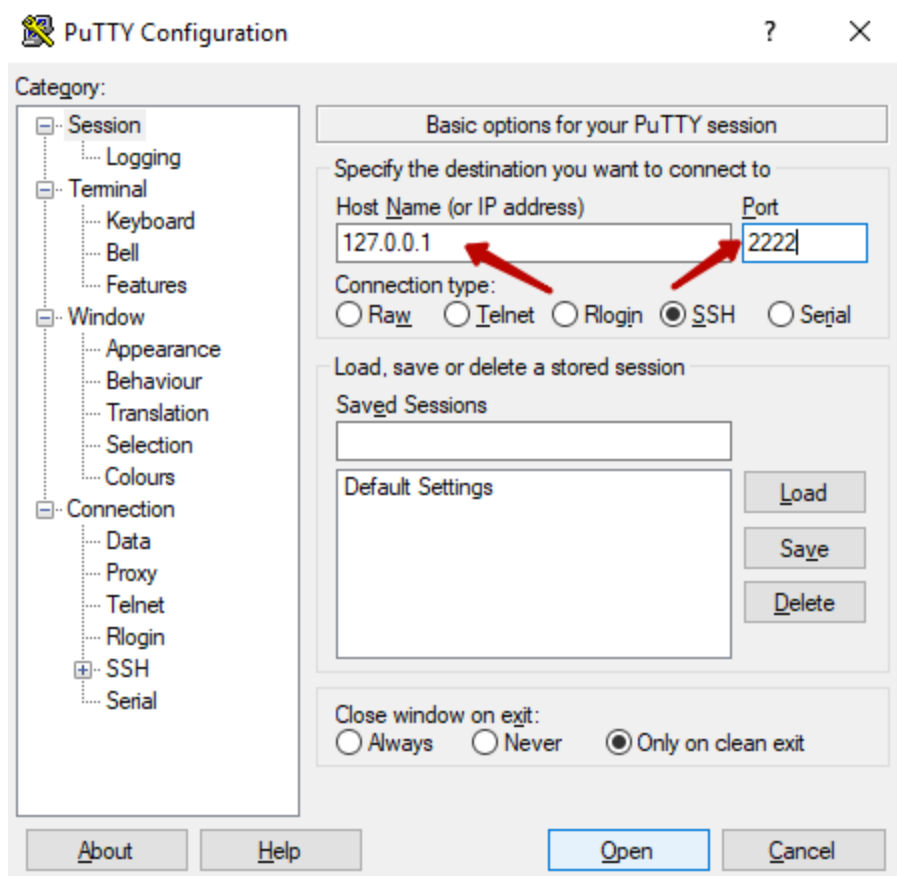 PuTTY Configuration
?
Category:
Session
Logging
Terminal
Keyboard
Bell
Features
Window
Appearance
Behaviour
Translation
Selection
Colours
Connection
Data
Proxy
Telnet
Rlogin
SSH
Serial
Basic options for your PuTTY session
Specify the destination you want to connect to
Host Name (or IP address) Port
127.0.0.1 2222
Connection type:
Raw Telnet Rlogin SSH Serial
Load, save or delete a stored session
Saved Sessions
Default Settings
Load
Save
Delete
Close window on exit:
Always Never Only on clean exit
About Help Open Cancel